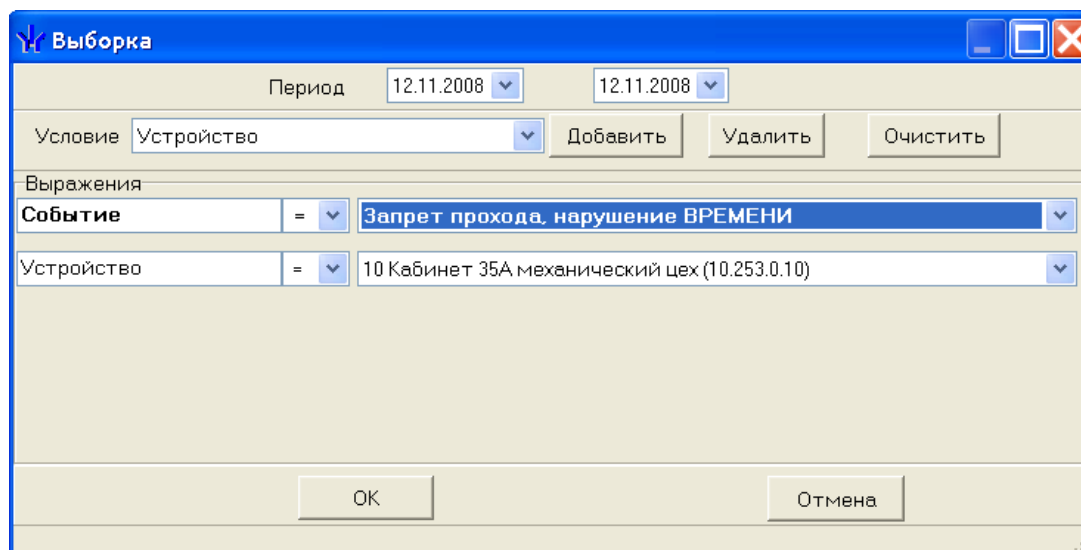 Выборка
Период 12.11.2008 12.11.2008
Условие Устройство Добавить Удалить Очистить
Выражения
Событие = Запрет прохода, нарушение ВРЕМЕНИ
Устройство = 10 Кабинет 35А механический цех (10.253.0.10)
OK Отмена